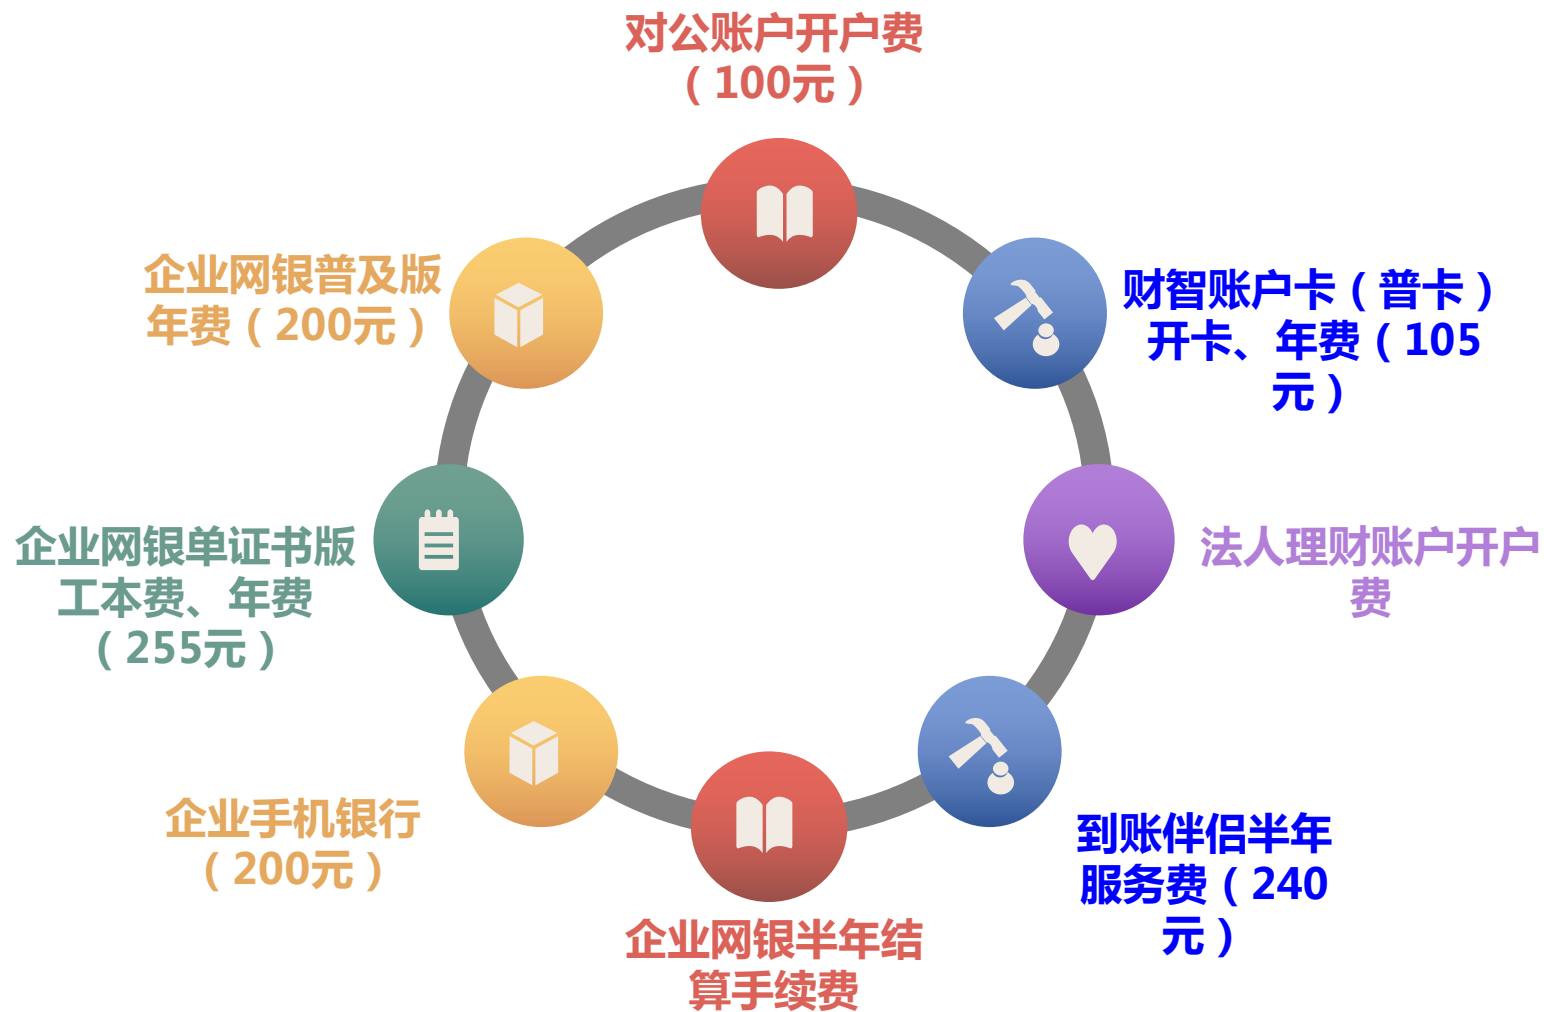 对公账户开户费
（100元）
财智账户卡（普卡）
开卡、年费（105
元）
法人理财账户开户
费
到账伴侣半年
服务费（240
元）
企业网银半年结
算手续费
企业手机银行
（200元）
企业网银单证书版
工本费、年费
（255元）
企业网银普及版
年费（200元）